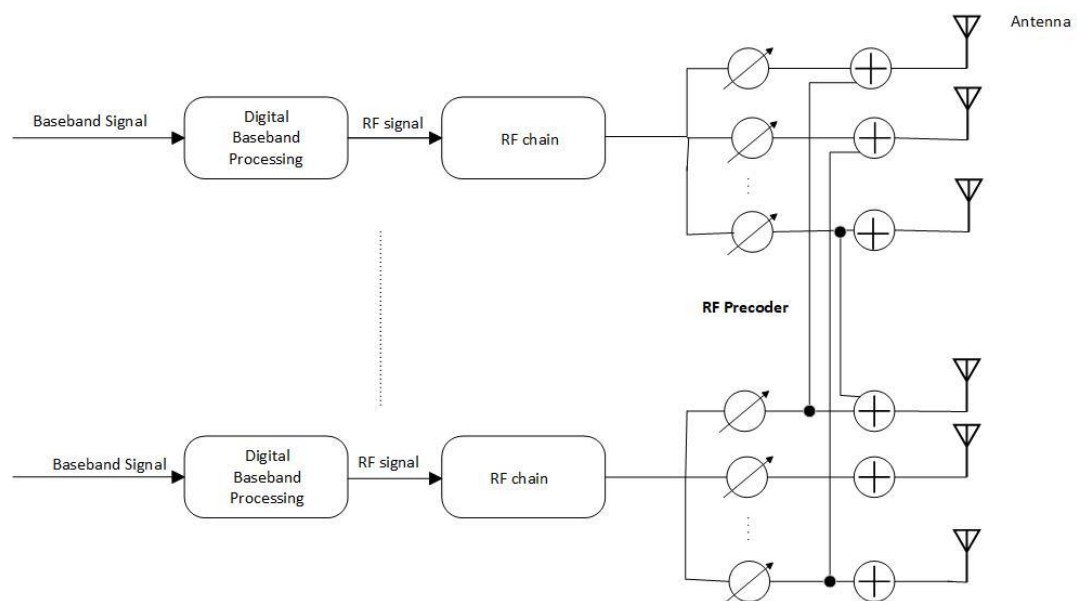 Antenna
Baseband Signal
Digital
Baseband
Processing
RF signal
RF chain
RF Precoder
Baseband Signal
Digital
Baseband
Processing
RF signal
RF chain